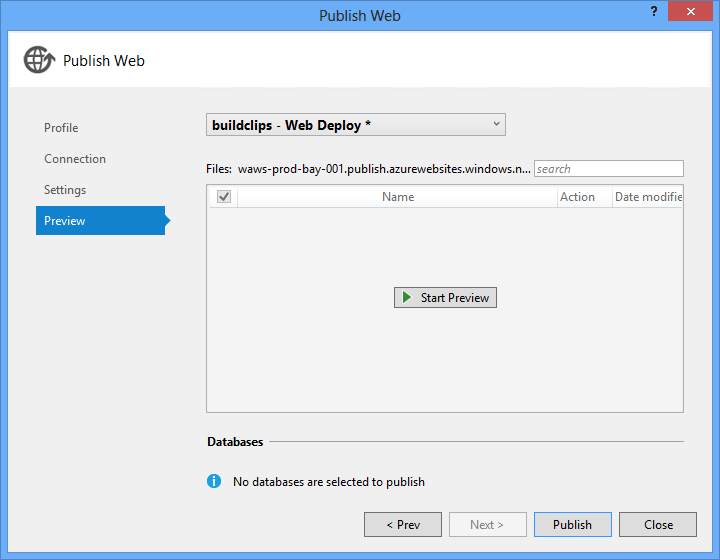 Publish Web
?
Publish Web
Profile
Connection
Settings
Preview
buildclips - Web Deploy *
Files: waws-prod-bay-001.publish.azurewebsites.windows.n... search
Name Action Date modifie
Start Preview
Databases
No databases are selected to publish
< Prev Next > Publish Close